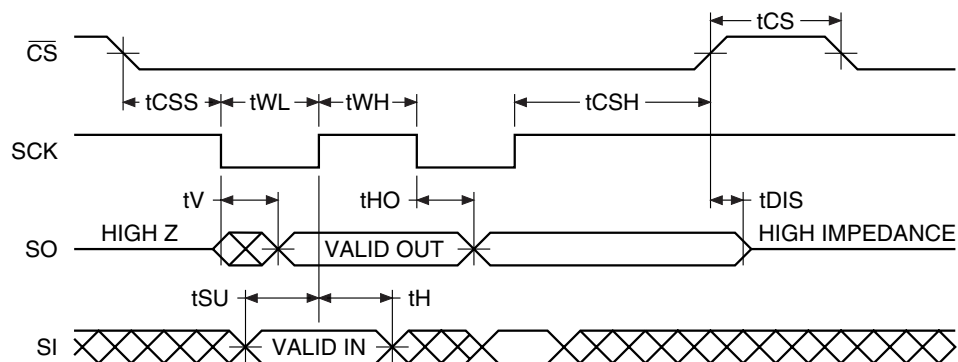 tCS
C̅S̅
tCSS tWL tWH tCSH
SCK
tV tHO tDIS
HIGH Z VALID OUT HIGH IMPEDANCE
SO
tSU tH
SI VALID IN